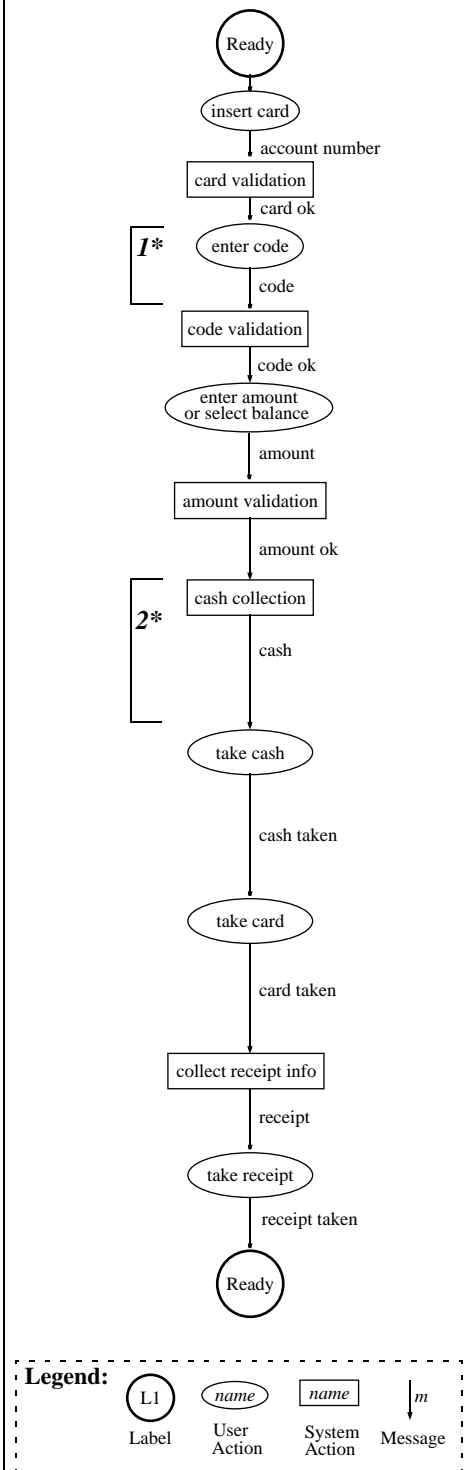 Ready
insert card
account number
card validation
card ok
1*
enter code
code
code validation
code ok
enter amount
or select balance
amount
amount validation
amount ok
cash collection
2*
cash
take cash
cash taken
take card
card taken
collect receipt info
receipt
take receipt
receipt taken
Ready
Legend:
L1
name
name
m
Label
User
Action
System
Action
Message